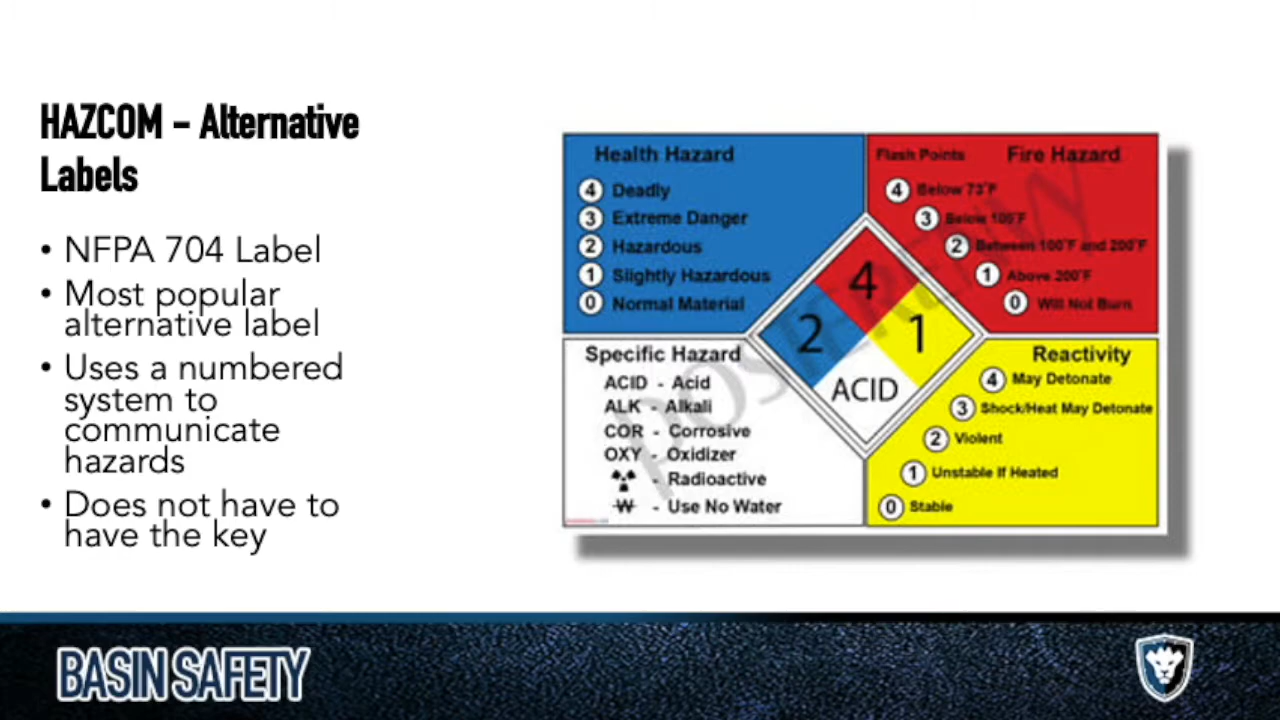 HAZCOM - Alternative
Labels
• NFPA 704 Label
• Most popular
alternative label
• Uses a numbered
system to
communicate
hazards
• Does not have to
have the key
Health Hazard
4 Deadly
3 Extreme Danger
2 Hazardous
1 Slightly Hazardous
0 Normal Material
Flash Points Fire Hazard
4 Below 73°F
3 Below 100°F
2 Between 100°F and 200°F
1 Above 200°F
0 Will Not Burn
4
2 1
ACID
Specific Hazard
ACID - Acid
ALK - Alkali
COR - Corrosive
OXY - Oxidizer
- Radioactive
W - Use No Water
Reactivity
4 May Detonate
3 Shock/Heat May Detonate
2 Violent
1 Unstable If Heated
0 Stable
BASIN SAFETY